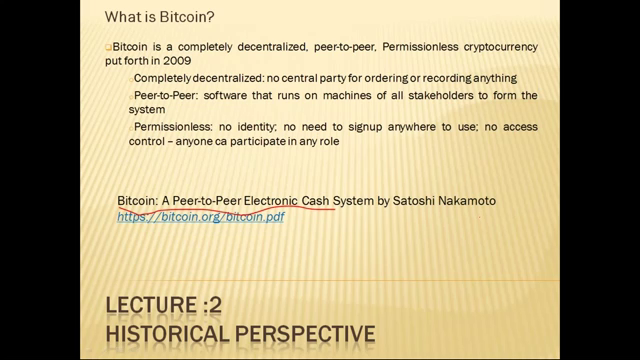 What is Bitcoin?
Bitcoin is a completely decentralized, peer-to-peer, Permissionless cryptocurrency
put forth in 2009
Completely decentralized: no central party for ordering or recording anything
Peer-to-Peer: software that runs on machines of all stakeholders to form the
system
Permissionless: no identity; no need to signup anywhere to use; no access
control – anyone ca participate in any role
Bitcoin: A Peer-to-Peer Electronic Cash System by Satoshi Nakamoto
https://bitcoin.org/bitcoin.pdf
LECTURE :2
HISTORICAL PERSPECTIVE